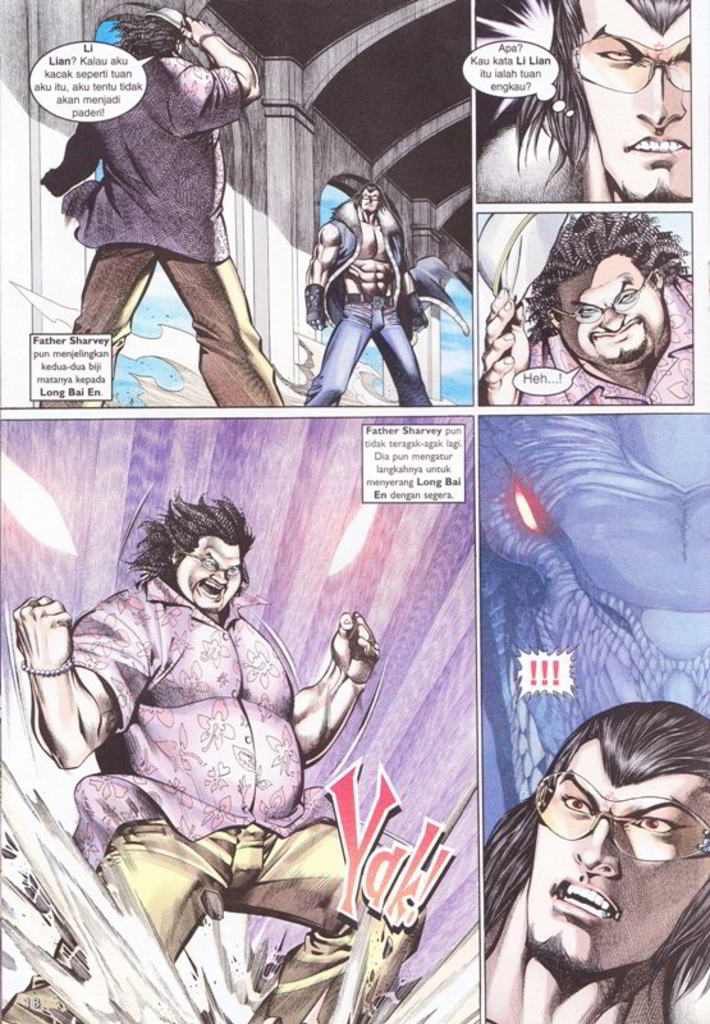 Li
Lian? Kalau aku
kacak seperti tuan
aku itu, aku tentu tidak
akan menjadi
paderi!
Father Sharvey
pun menjelingkan
kedua-dua biji
matanya kepada
Long Bai En.
Apa?
Kau kata Li Lian
itu ialah tuan
engkau?
Heh...!
Father Sharvey pun
tidak teragak-agak lagi.
Dia pun mengatur
langkahnya untuk
menyerang Long Bai
En dengan segera.
Yak!
!!!
18